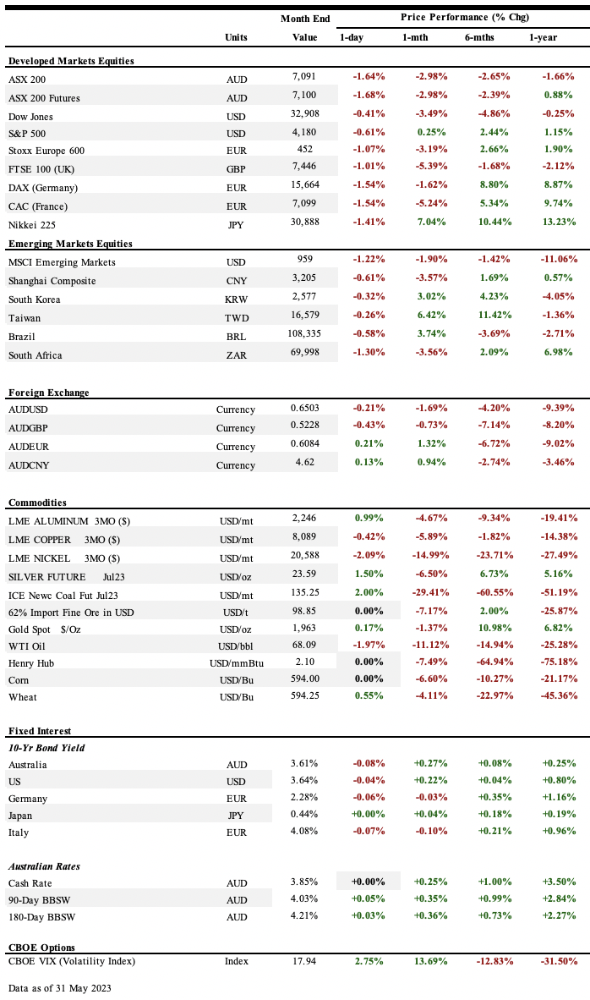 Month End Price Performance (% Chg)
Units Value 1-day 1-mth 6-mths 1-year
Developed Markets Equities
ASX 200 AUD 7,091 -1.64% -2.98% -2.65% -1.66%
ASX 200 Futures AUD 7,100 -1.68% -2.98% -2.39% 0.88%
Dow Jones USD 32,908 -0.41% -3.49% -4.86% -0.25%
S&P 500 USD 4,180 -0.61% 0.25% 2.44% 1.15%
Stoxx Europe 600 EUR 452 -1.07% -3.19% 2.66% 1.90%
FTSE 100 (UK) GBP 7,446 -1.01% -5.39% -1.68% -2.12%
DAX (Germany) EUR 15,664 -1.54% -1.62% 8.80% 8.87%
CAC (France) EUR 7,099 -1.54% -5.24% 5.34% 9.74%
Nikkei 225 JPY 30,888 -1.41% 7.04% 10.44% 13.23%
Emerging Markets Equities
MSCI Emerging Markets USD 959 -1.22% -1.90% -1.42% -11.06%
Shanghai Composite CNY 3,205 -0.61% -3.57% 1.69% 0.57%
South Korea KRW 2,577 -0.32% 3.02% 4.23% -4.05%
Taiwan TWD 16,579 -0.26% 6.42% 11.42% -1.36%
Brazil BRL 108,335 -0.58% 3.74% -3.69% -2.71%
South Africa ZAR 69,998 -1.30% -3.56% 2.09% 6.98%
Foreign Exchange
AUDUSD Currency 0.6503 -0.21% -1.69% -4.20% -9.39%
AUDGBP Currency 0.5228 -0.43% -0.73% -7.14% -8.20%
AUDEUR Currency 0.6084 0.21% 1.32% -6.72% -9.02%
AUDCNY Currency 4.62 0.13% 0.94% -2.74% -3.46%
Commodities
LME ALUMINUM 3MO ($) USD/mt 2,246 0.99% -4.67% -9.34% -19.41%
LME COPPER 3MO ($) USD/mt 8,089 -0.42% -5.89% -1.82% -14.38%
LME NICKEL 3MO ($) USD/mt 20,588 -2.09% -14.99% -23.71% -27.49%
SILVER FUTURE Jul23 USD/oz 23.59 1.50% -6.50% 6.73% 5.16%
ICE Newc Coal Fut Jul23 USD/mt 135.25 2.00% -29.41% -60.55% -51.19%
62% Import Fine Ore in USD USD/t 98.85 0.00% -7.17% 2.00% -25.87%
Gold Spot $/Oz USD/oz 1,963 0.17% -1.37% 10.98% 6.82%
WTI Oil USD/bbl 68.09 -1.97% -11.12% -14.94% -25.28%
Henry Hub USD/mmBtu 2.10 0.00% -7.49% -64.94% -75.18%
Corn USD/Bu 594.00 0.00% -6.60% -10.27% -21.17%
Wheat USD/Bu 594.25 0.55% -4.11% -22.97% -45.36%
Fixed Interest
10-Yr Bond Yield
Australia AUD 3.61% -0.08% +0.27% +0.08% +0.25%
US USD 3.64% -0.04% +0.22% +0.04% +0.80%
Germany EUR 2.28% -0.06% -0.03% +0.35% +1.16%
Japan JPY 0.44% +0.00% +0.04% +0.18% +0.19%
Italy EUR 4.08% -0.07% -0.10% +0.21% +0.96%
Australian Rates
Cash Rate AUD 3.85% +0.00% +0.25% +1.00% +3.50%
90-Day BBSW AUD 4.03% +0.05% +0.35% +0.99% +2.84%
180-Day BBSW AUD 4.21% +0.03% +0.36% +0.73% +2.27%
CBOE Options
CBOE VIX (Volatility Index) Index 17.94 2.75% 13.69% -12.83% -31.50%
Data as of 31 May 2023